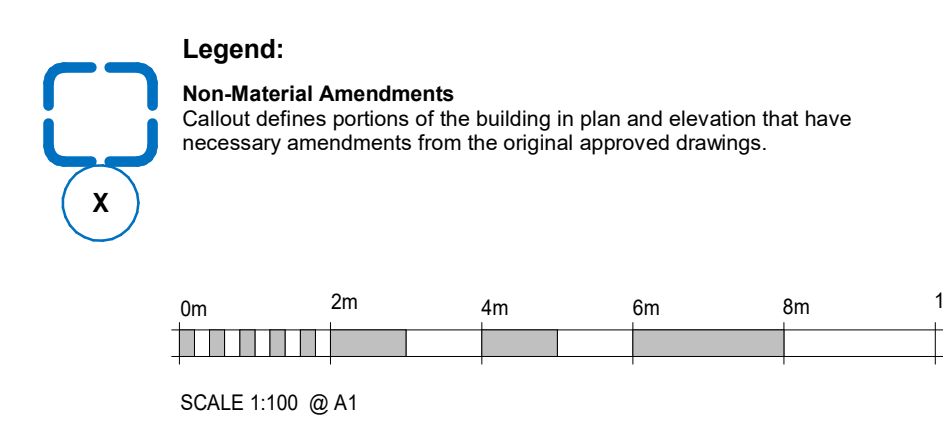 Legend:
Non-Material Amendments
Callout defines portions of the building in plan and elevation that have
necessary amendments from the original approved drawings.
X
0m 2m 4m 6m 8m 1
SCALE 1:100 @ A1